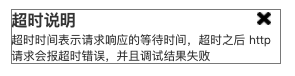 超时说明
超时时间表示请求响应的等待时间，超时之后 http
请求会报超时错误，并且调试结果失败